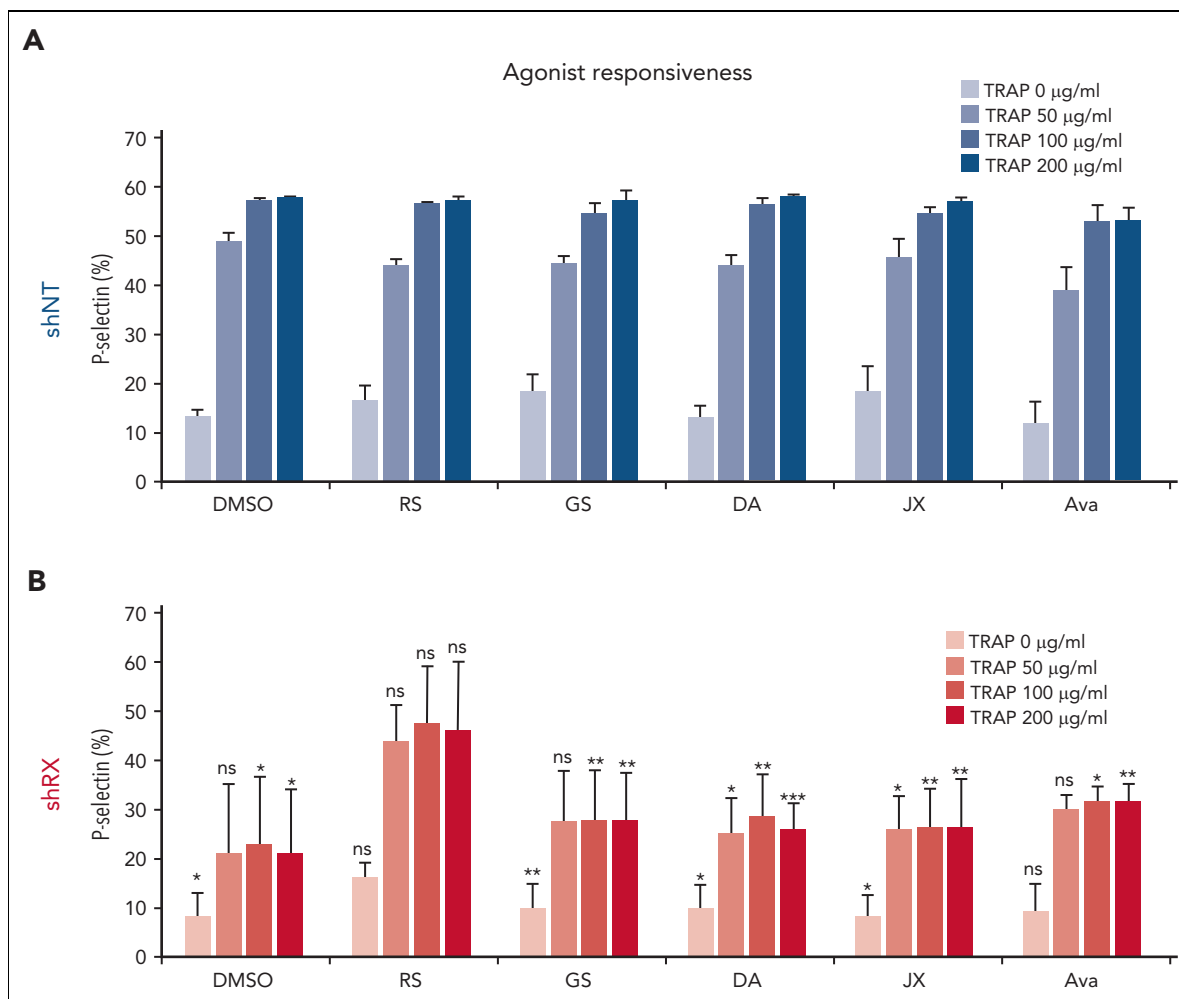 A
Agonist responsiveness
TRAP 0 μg/ml
TRAP 50 μg/ml
TRAP 100 μg/ml
TRAP 200 μg/ml
shNT
P-selectin (%)
70
60
50
40
30
20
10
0
DMSO RS GS DA JX Ava
B
TRAP 0 μg/ml
TRAP 50 μg/ml
TRAP 100 μg/ml
TRAP 200 μg/ml
shRX
P-selectin (%)
70
60
50
40
30
20
10
0
* ns * *
ns ns ns ns
** ns ** **
* * ** ***
* * ** **
ns ns * **
DMSO RS GS DA JX Ava